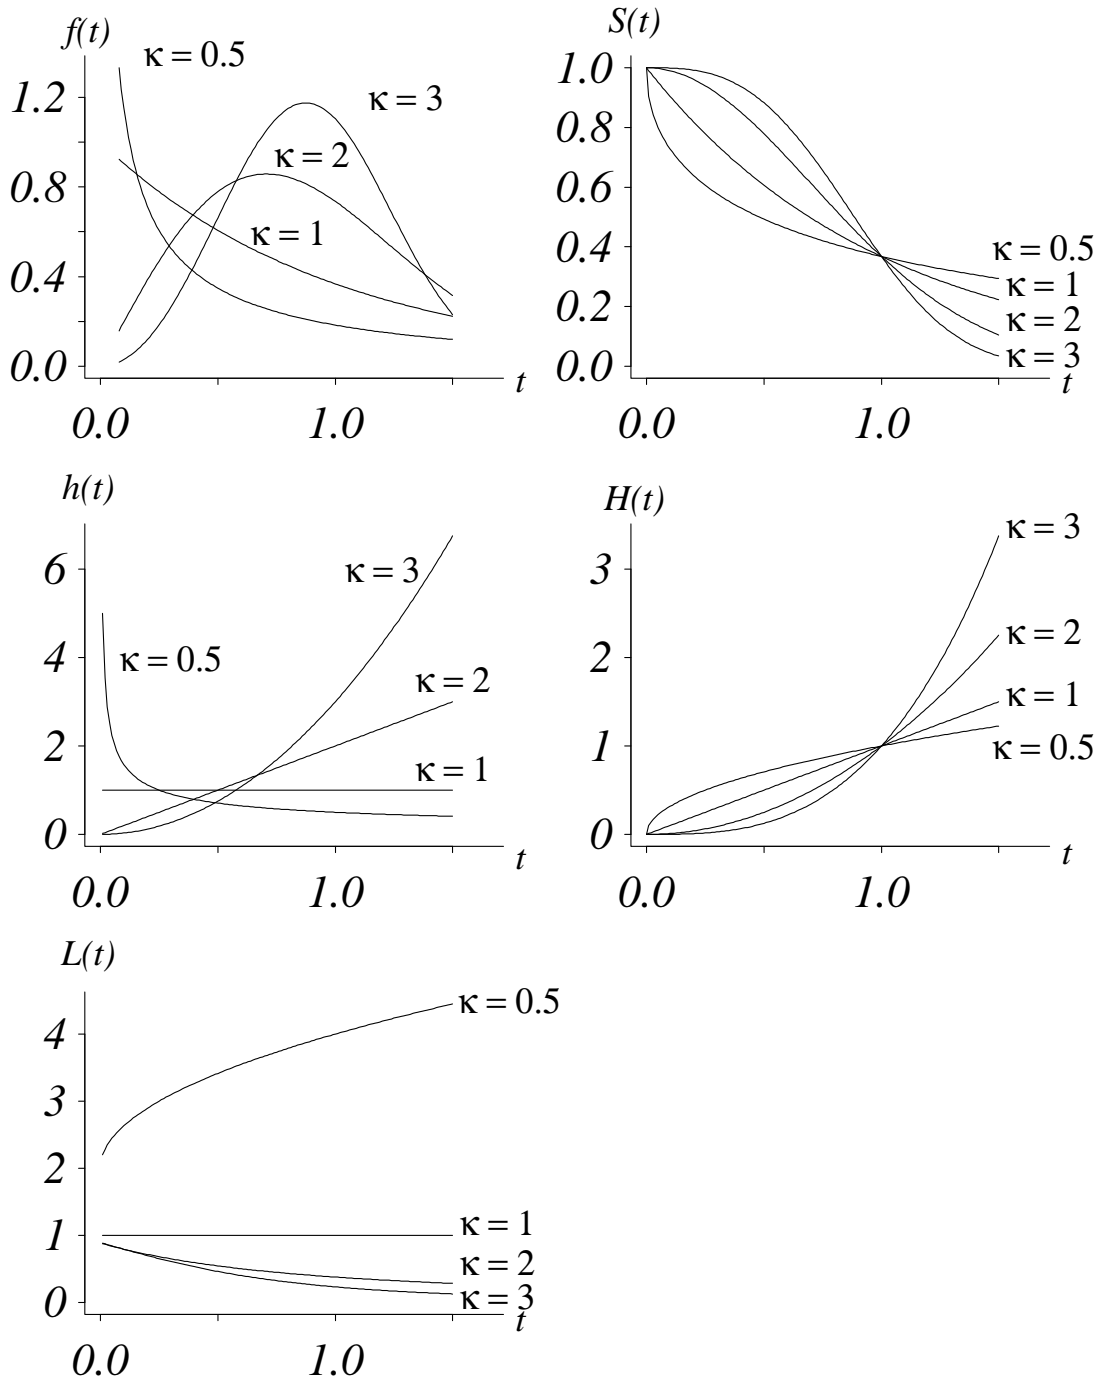 f(t)
κ = 0.5
κ = 3
κ = 2
κ = 1
1.2
0.8
0.4
0.0
t
0.0 1.0
S(t)
1.0
0.8
0.6
0.4
0.2
0.0
κ = 0.5
κ = 1
κ = 2
κ = 3
t
0.0 1.0
h(t)
6
4
2
0
κ = 3
κ = 0.5
κ = 2
κ = 1
t
0.0 1.0
H(t)
3
2
1
0
κ = 3
κ = 2
κ = 1
κ = 0.5
t
0.0 1.0
L(t)
4
3
2
1
0
κ = 0.5
κ = 1
κ = 2
κ = 3
t
0.0 1.0